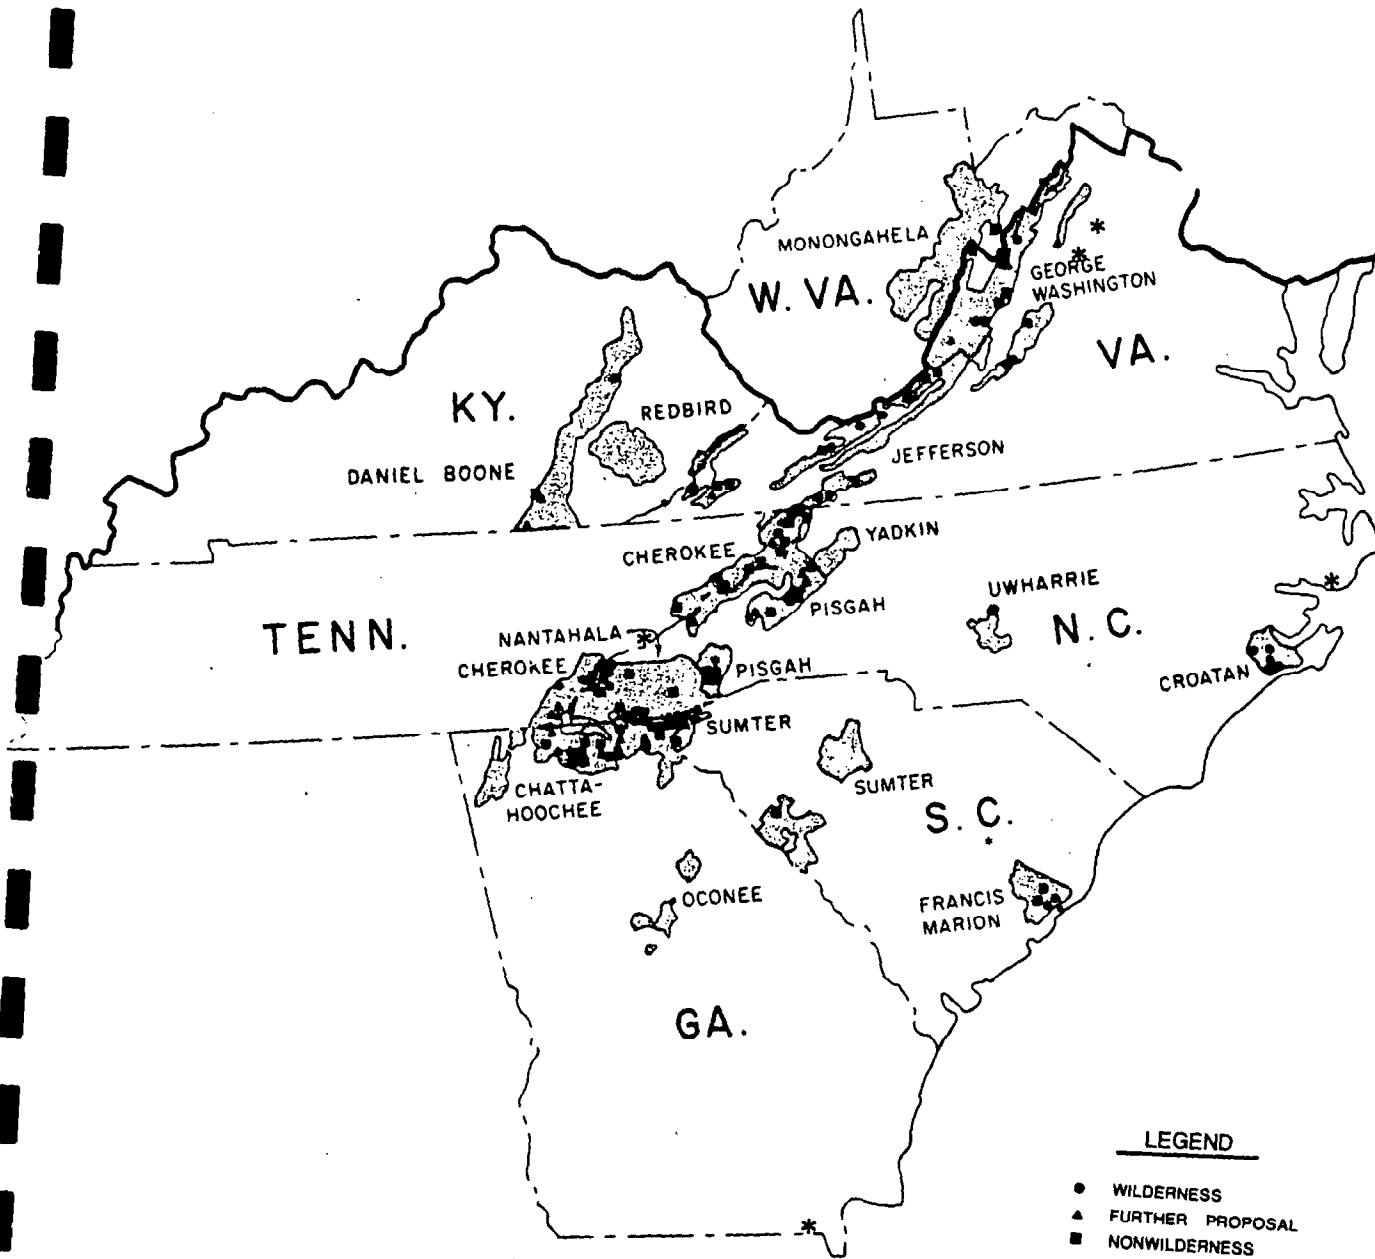 MONONGAHELA
W. VA.
GEORGE
WASHINGTON
VA.
KY.
REDBIRD
DANIEL BOONE
JEFFERSON
YADKIN
CHEROKEE
UWHARRIE
PISGAH
TENN.
N.C.
NANTAHALA
CHEROKEE
PISGAH
CROATAN
SUMTER
CHATTA-
HOOCHEE
SUMTER
S.C.
OCONEE
FRANCIS
MARION
GA.
LEGEND
WILDERNESS
FURTHER PROPOSAL
NONWILDERNESS